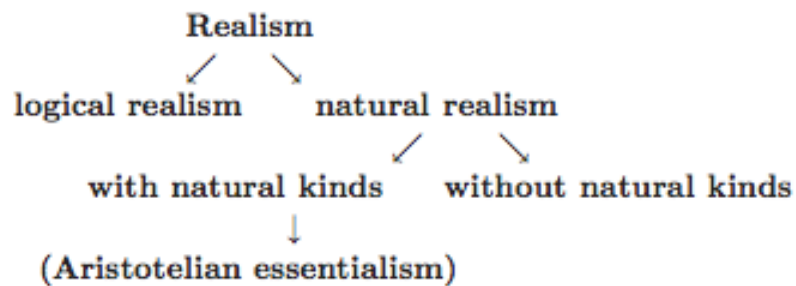 Realism
logical realism natural realism
with natural kinds without natural kinds
(Aristotelian essentialism)